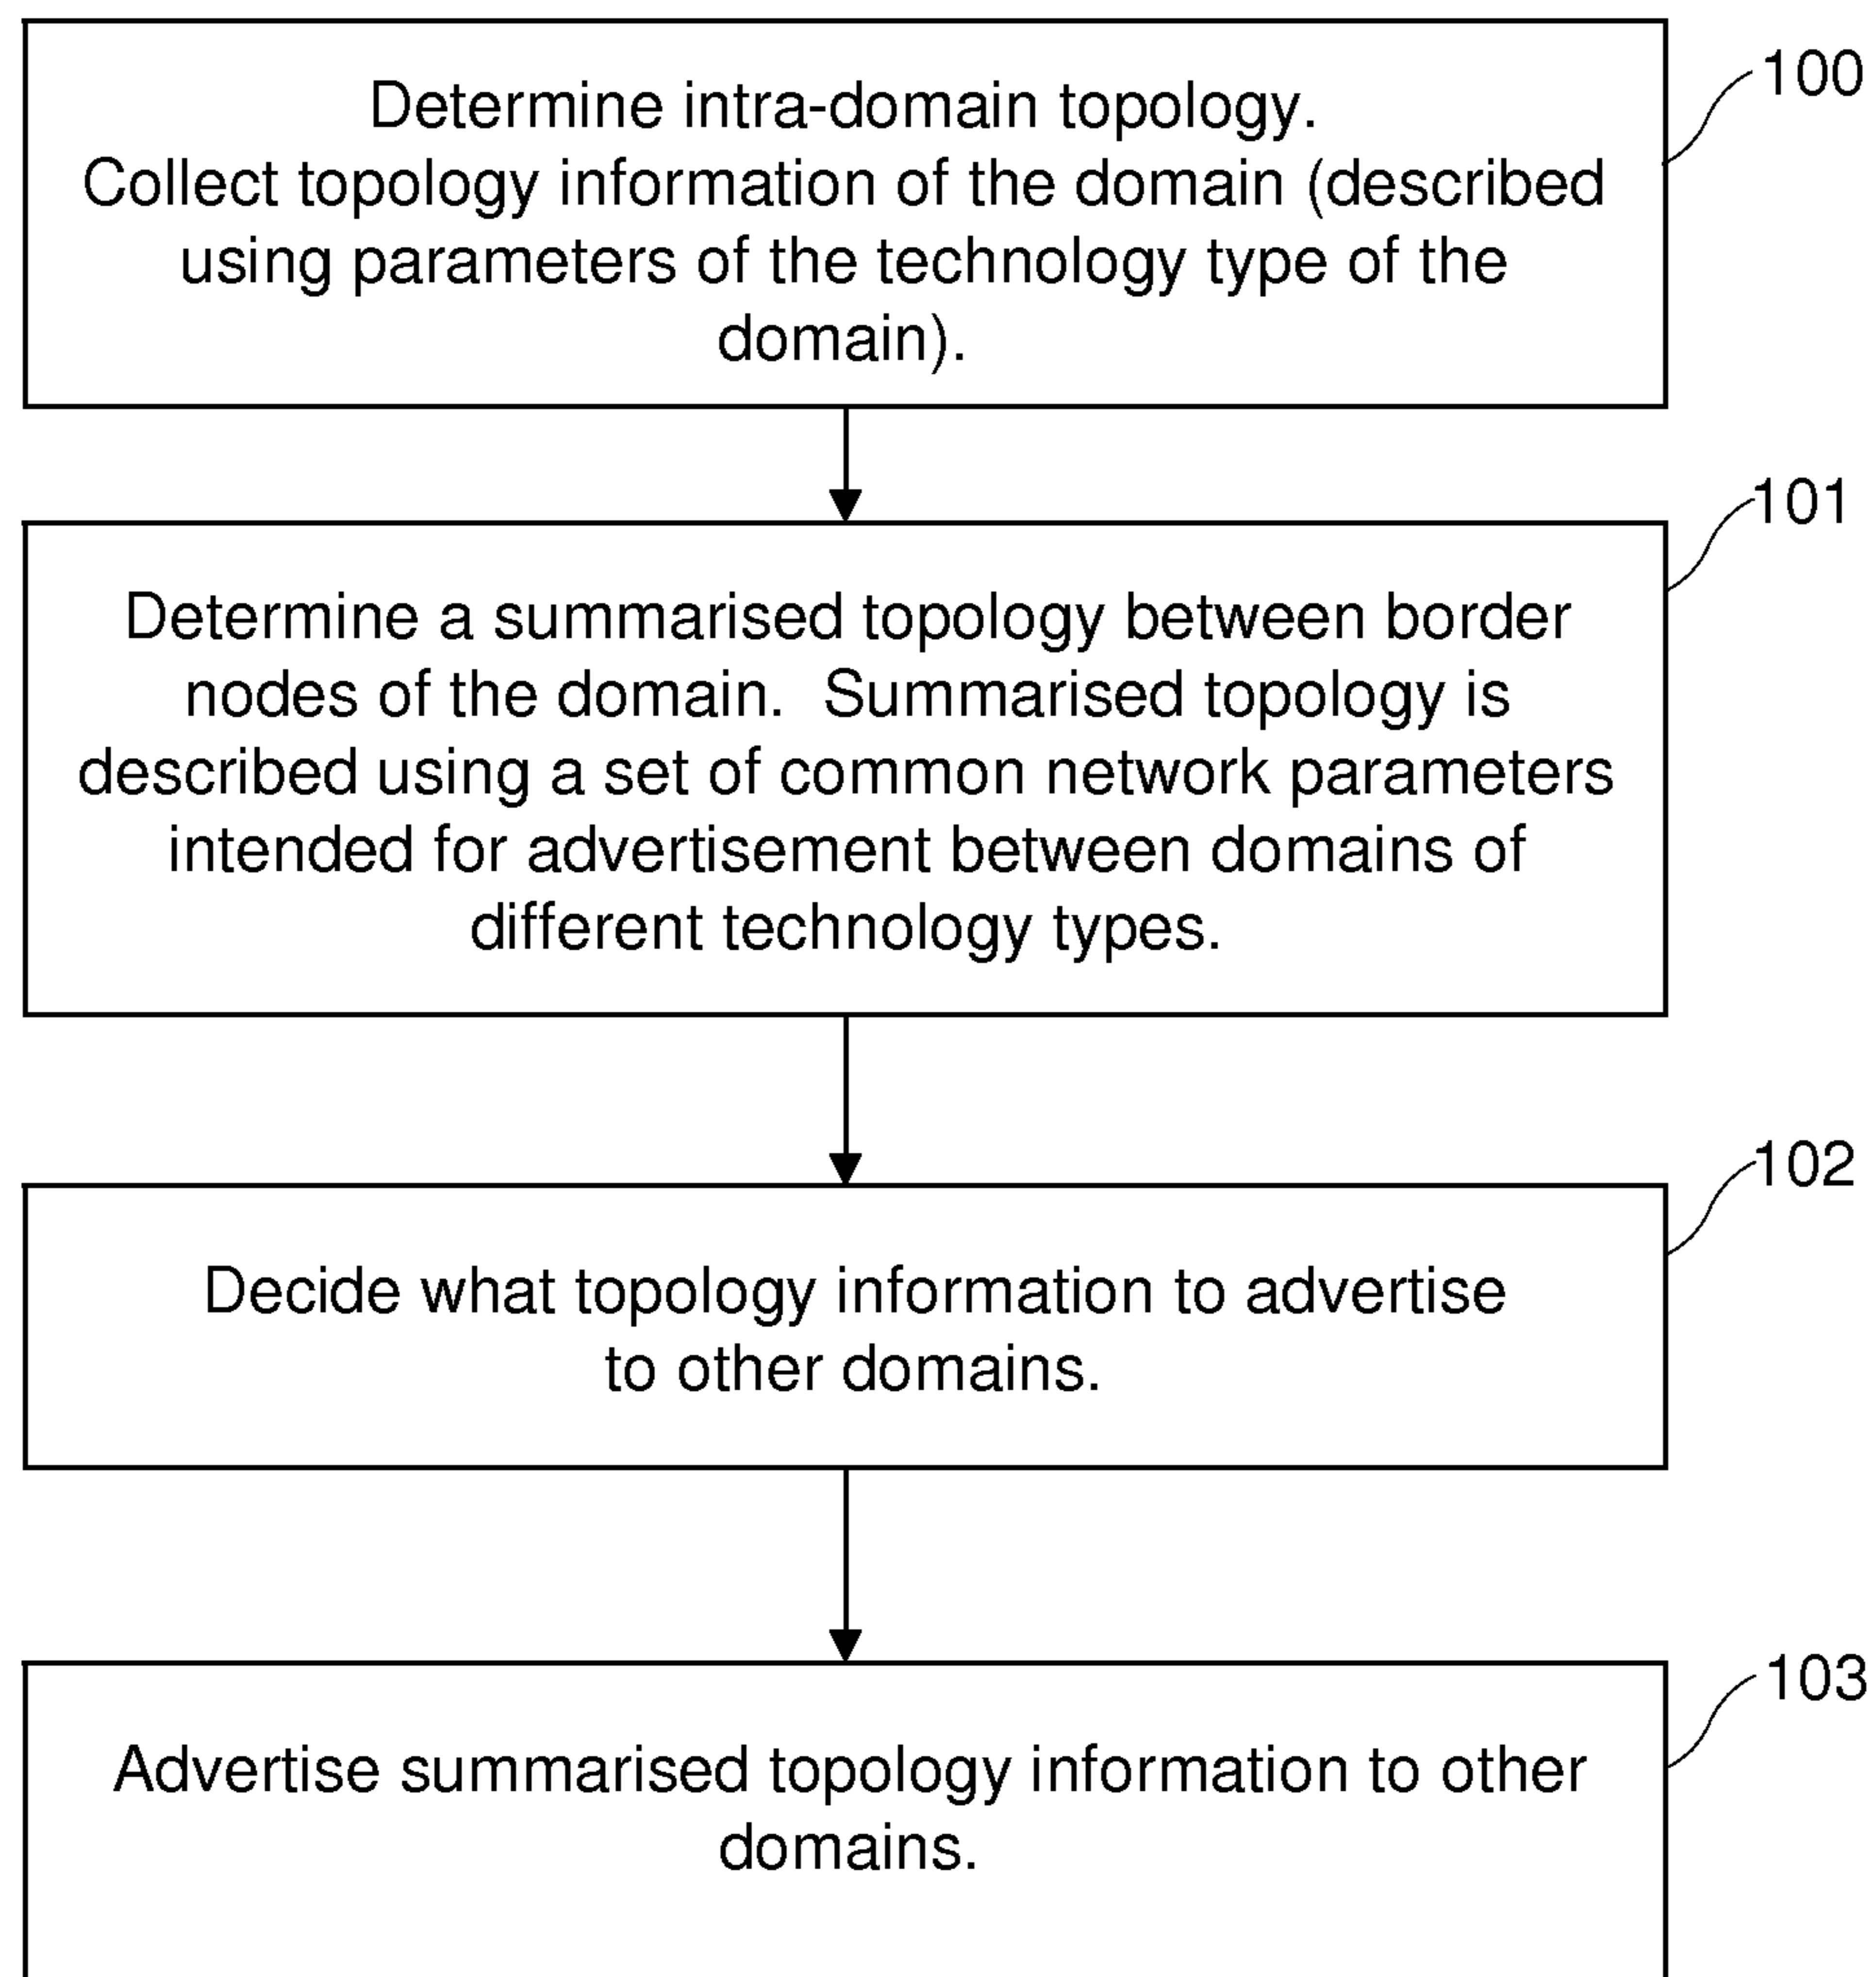 100
Determine intra-domain topology.
Collect topology information of the domain (described
using parameters of the technology type of the
domain).
101
Determine a summarised topology between border
nodes of the domain.  Summarised topology is
described using a set of common network parameters
intended for advertisement between domains of
different technology types.
102
Decide what topology information to advertise
to other domains.
103
Advertise summarised topology information to other
domains.